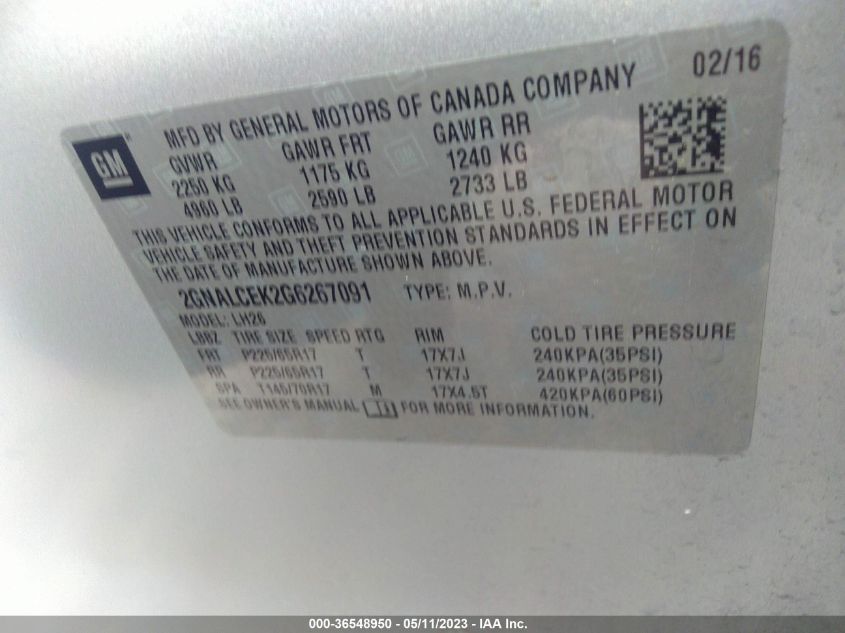 02/16
MFD BY GENERAL MOTORS OF CANADA COMPANY
GM
GVWR GAWR FRT GAWR RR
2250 KG 1175 KG 1240 KG
4960 LB 2590 LB 2733 LB
THIS VEHICLE CONFORMS TO ALL APPLICABLE U.S. FEDERAL MOTOR
VEHICLE SAFETY AND THEFT PREVENTION STANDARDS IN EFFECT ON
THE DATE OF MANUFACTURE SHOWN ABOVE.
2GNALCEK2G6267091 TYPE: M.P.V.
MODEL: LH26
LBBZ TIRE SIZE SPEED RTG RIM COLD TIRE PRESSURE
FRT P225/65R17 T 17X7J 240KPA(35PSI)
RR P225/65R17 T 17X7J 240KPA(35PSI)
SPA T145/70R17 M 17X4.5T 420KPA(60PSI)
SEE OWNER'S MANUAL FOR MORE INFORMATION.
000-36548950 - 05/11/2023 - IAA Inc.